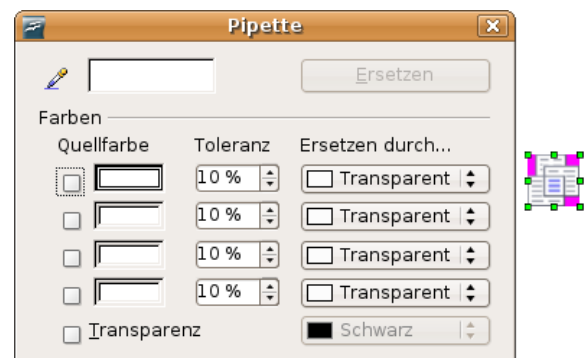 Pipette
Ersetzen
Farben
Quellfarbe Toleranz Ersetzen durch...
10 % Transparent
10 % Transparent
10 % Transparent
10 % Transparent
Transparenz Schwarz